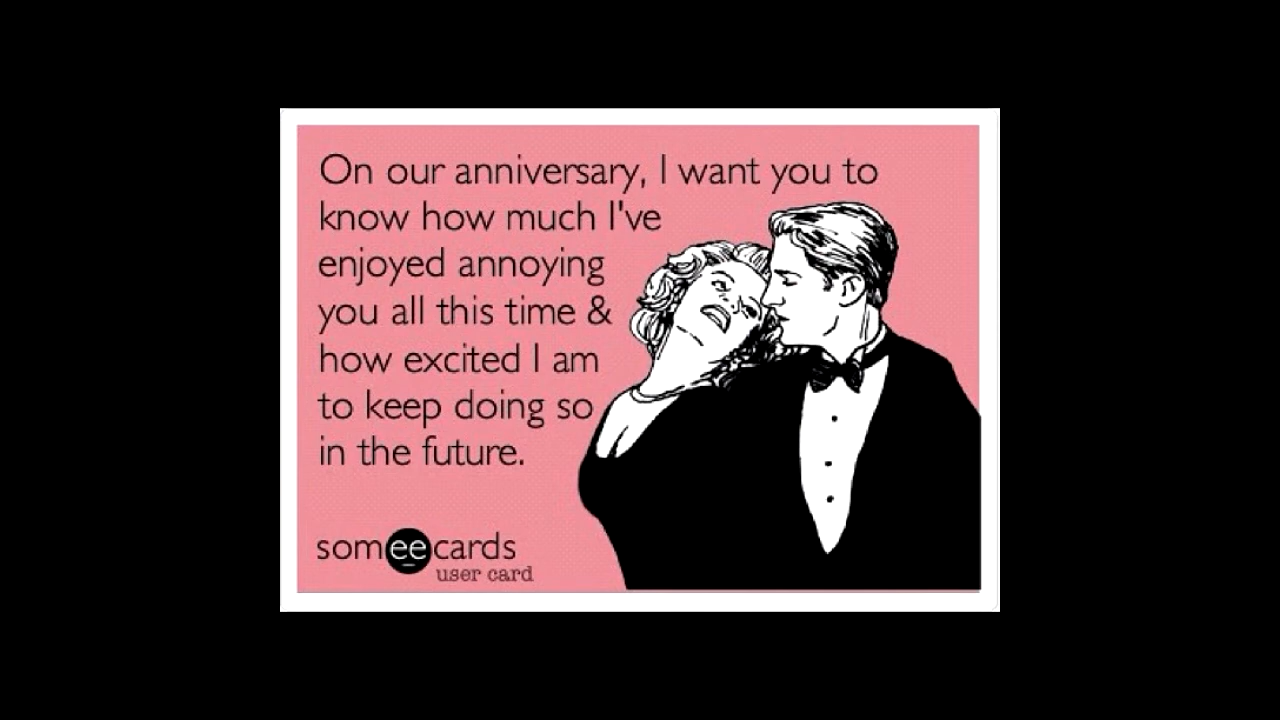 On our anniversary, I want you to
know how much I've
enjoyed annoying
you all this time &
how excited I am
to keep doing so
in the future.
someecards
user card